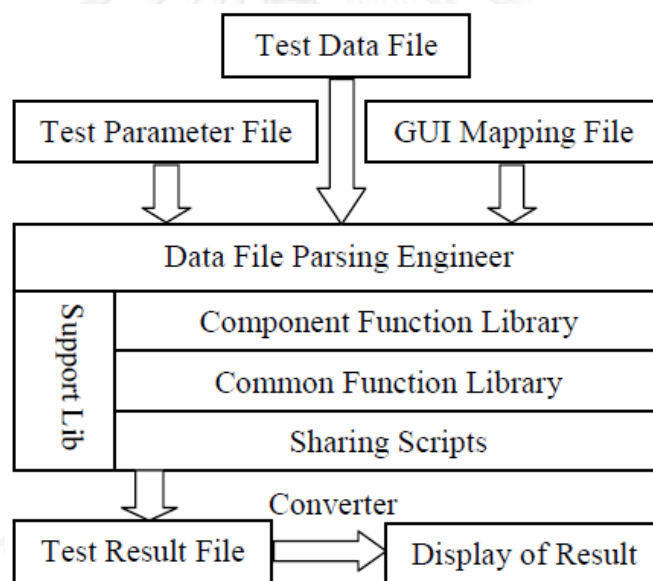 Test Data File
Test Parameter File
GUI Mapping File
Data File Parsing Engineer
Support Lib
Component Function Library
Common Function Library
Sharing Scripts
Converter
Test Result File
Display of Result